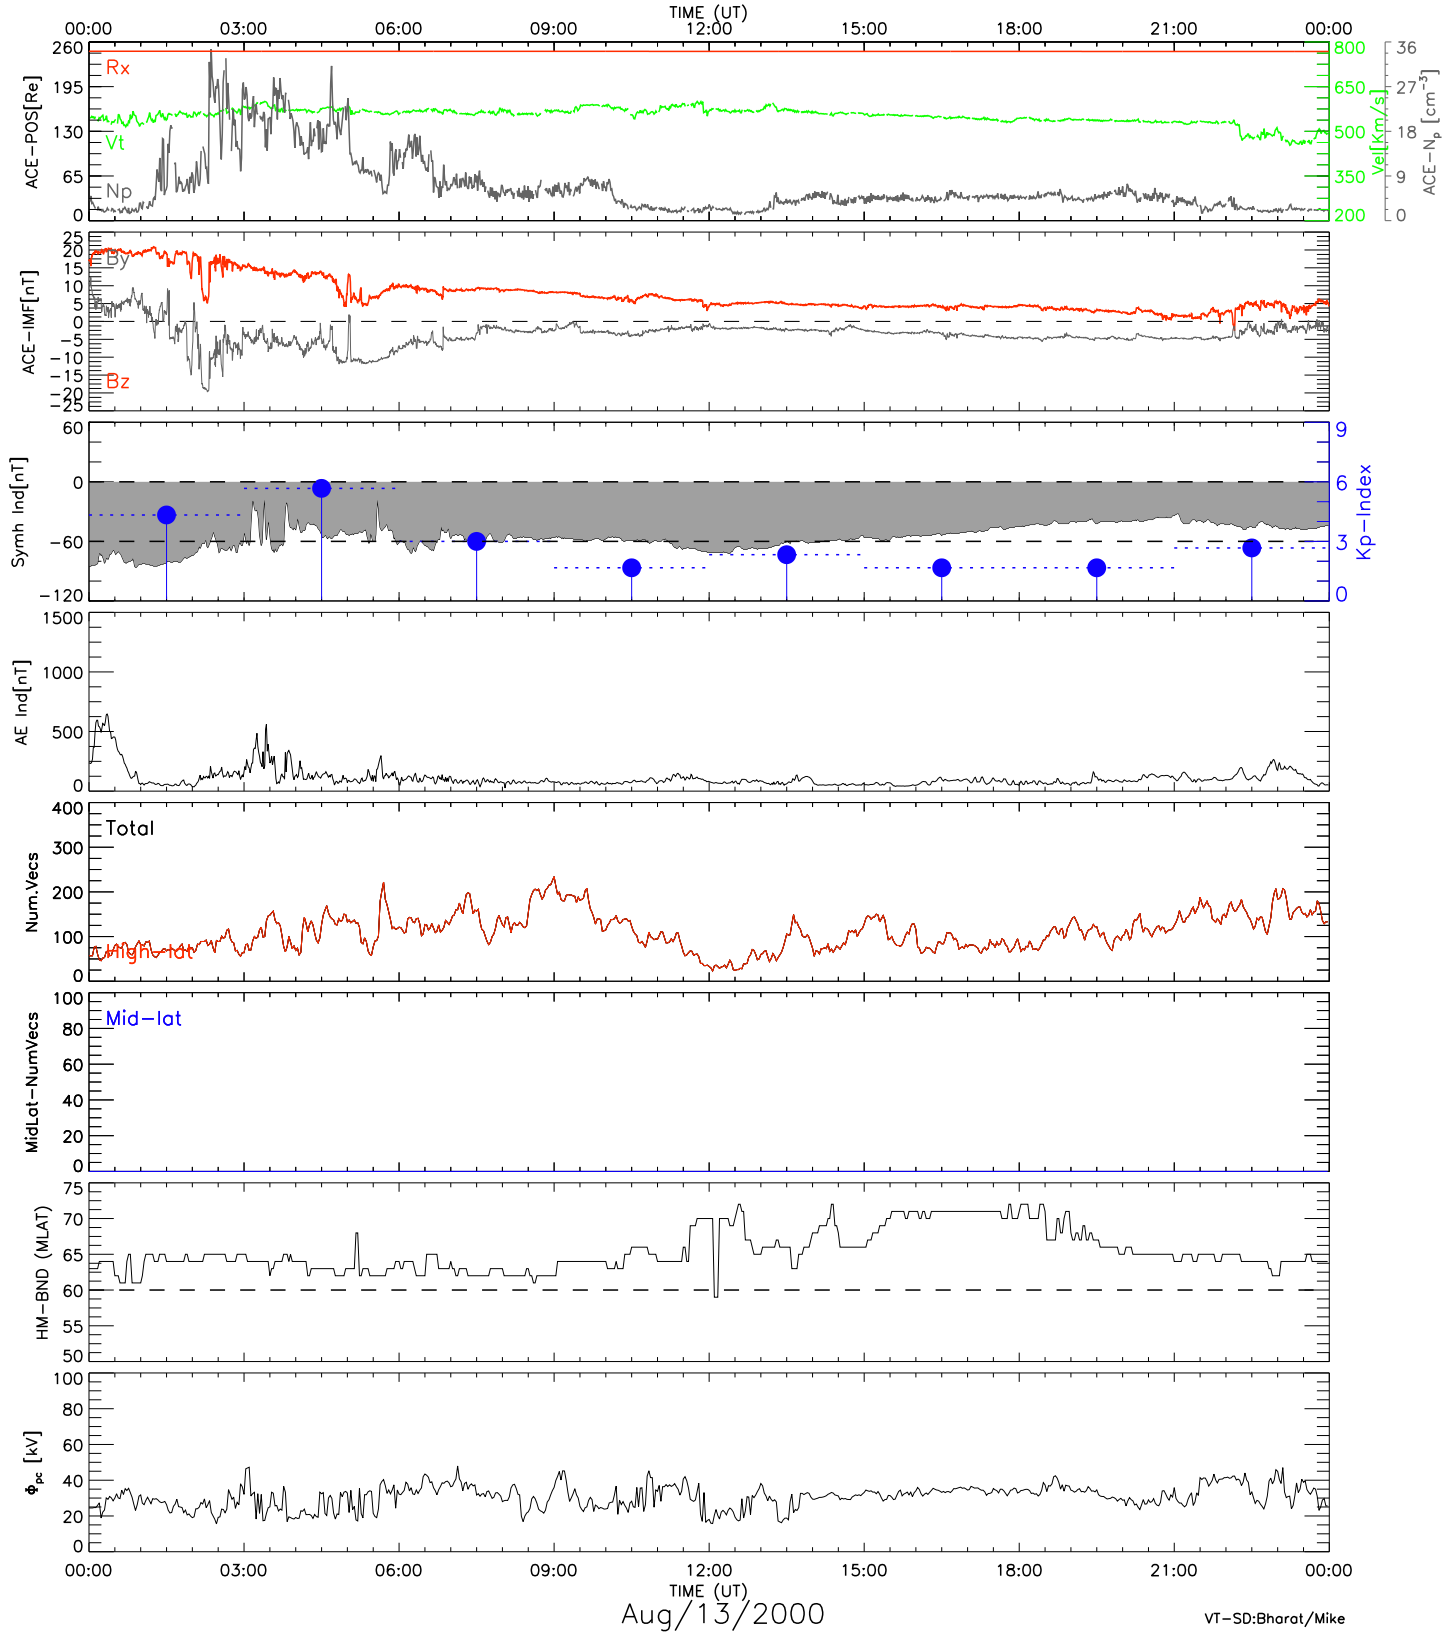 TIME (UT)
00:00 03:00 06:00 09:00 12:00 15:00 18:00 21:00 00:00
ACE-POS[Re]
260
195
130
65
0
Rx
Vt
Np
800
650
500
350
200
Vel[Km/s]
36
27
18
9
0
ACE-Np [cm⁻³]
ACE-IMF[nT]
25
20
15
10
5
0
-5
-10
-15
-20
-25
By
Bz
Symh Ind[nT]
60
0
-60
-120
9
6
3
0
Kp-Index
AE Ind[nT]
1500
1000
500
0
Num.Vecs
400
300
200
100
0
Total
High-lat
MidLat-NumVecs
100
80
60
40
20
0
Mid-lat
HM-BND (MLAT)
75
70
65
60
55
50
Φpc [kV]
100
80
60
40
20
0
00:00 03:00 06:00 09:00 12:00 15:00 18:00 21:00 00:00
TIME (UT)
Aug/13/2000
VT-SD:Bharat/Mike